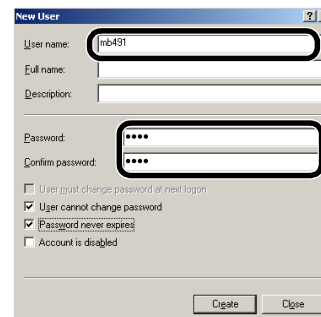 New User
?
User name: mb491
Full name:
Description:
Password: ••••
Confirm password: ••••
User must change password at next logon
User cannot change password
Password never expires
Account is disabled
Create Close